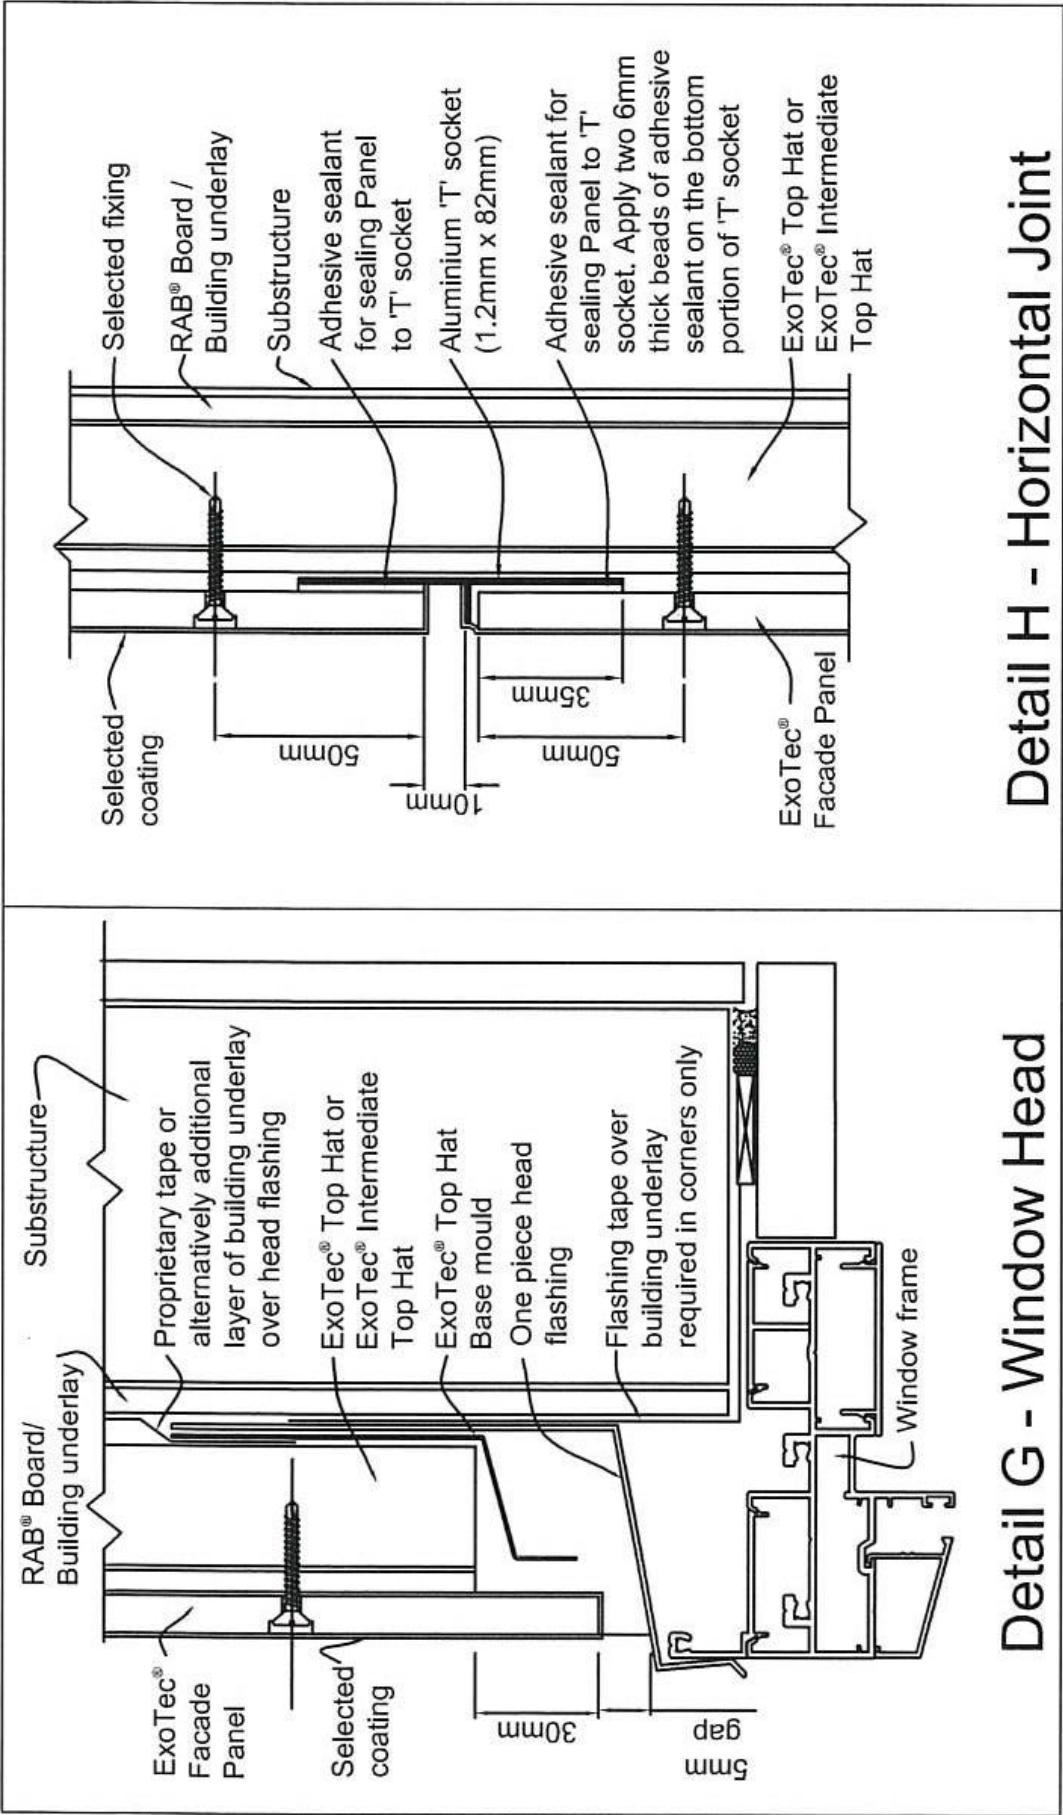 Substructure
RAB® Board/
Building underlay
Proprietary tape or
alternatively additional
layer of building underlay
over head flashing
ExoTec® Top Hat or
ExoTec® Intermediate
Top Hat
ExoTec® Top Hat
Base mould
One piece head
flashing
Flashing tape over
building underlay
required in corners only
ExoTec®
Facade
Panel
Selected
coating
30mm
5mm
gap
Window frame
Detail G - Window Head
Selected fixing
RAB® Board /
Building underlay
Substructure
Adhesive sealant
for sealing Panel
to 'T' socket
Aluminium 'T' socket
(1.2mm x 82mm)
Adhesive sealant for
sealing Panel to 'T'
socket. Apply two 6mm
thick beads of adhesive
sealant on the bottom
portion of 'T' socket
ExoTec® Top Hat or
ExoTec® Intermediate
Top Hat
Selected
coating
50mm
10mm
35mm
50mm
ExoTec®
Facade Panel
Detail H - Horizontal Joint